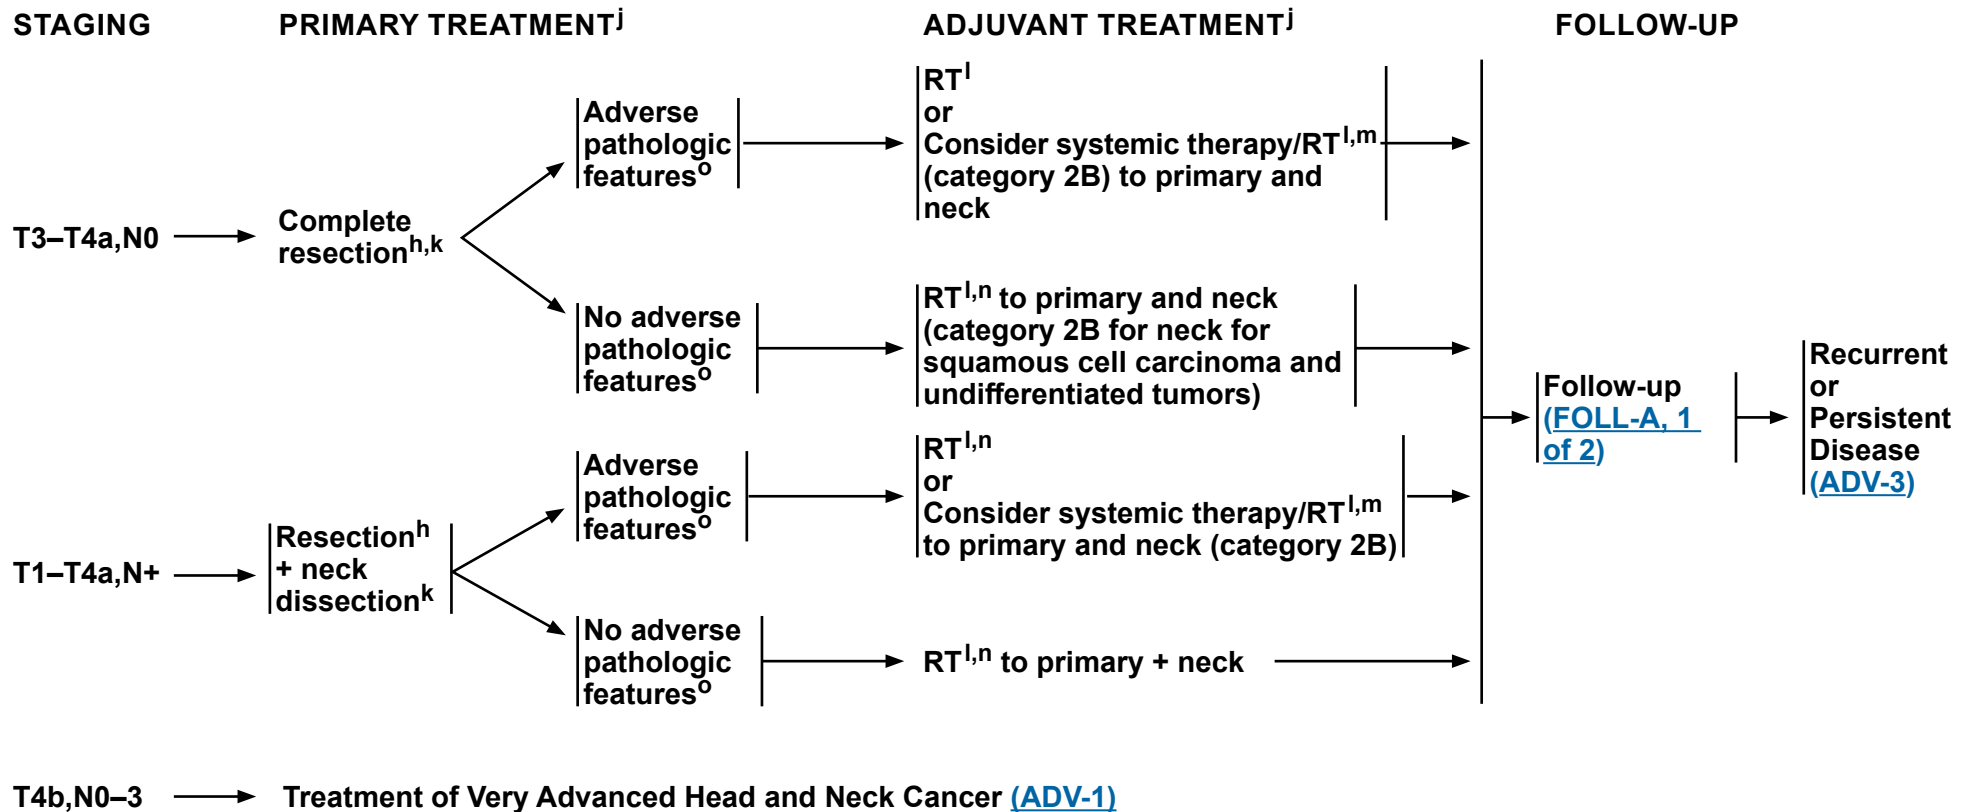 STAGING
PRIMARY TREATMENTʲ
ADJUVANT TREATMENTʲ
FOLLOW-UP
T3–T4a,N0
Complete
resectionʰ,ᵏ
Adverse
pathologic
featuresᵒ
RTˡ
or
Consider systemic therapy/RTˡ,ᵐ
(category 2B) to primary and
neck
No adverse
pathologic
featuresᵒ
RTˡ,ⁿ to primary and neck
(category 2B for neck for
squamous cell carcinoma and
undifferentiated tumors)
T1–T4a,N+
Resectionʰ
+ neck
dissectionᵏ
Adverse
pathologic
featuresᵒ
RTˡ,ⁿ
or
Consider systemic therapy/RTˡ,ᵐ
to primary and neck (category 2B)
No adverse
pathologic
featuresᵒ
RTˡ,ⁿ to primary + neck
Follow-up
(FOLL-A, 1
of 2)
Recurrent
or
Persistent
Disease
(ADV-3)
T4b,N0–3
Treatment of Very Advanced Head and Neck Cancer (ADV-1)